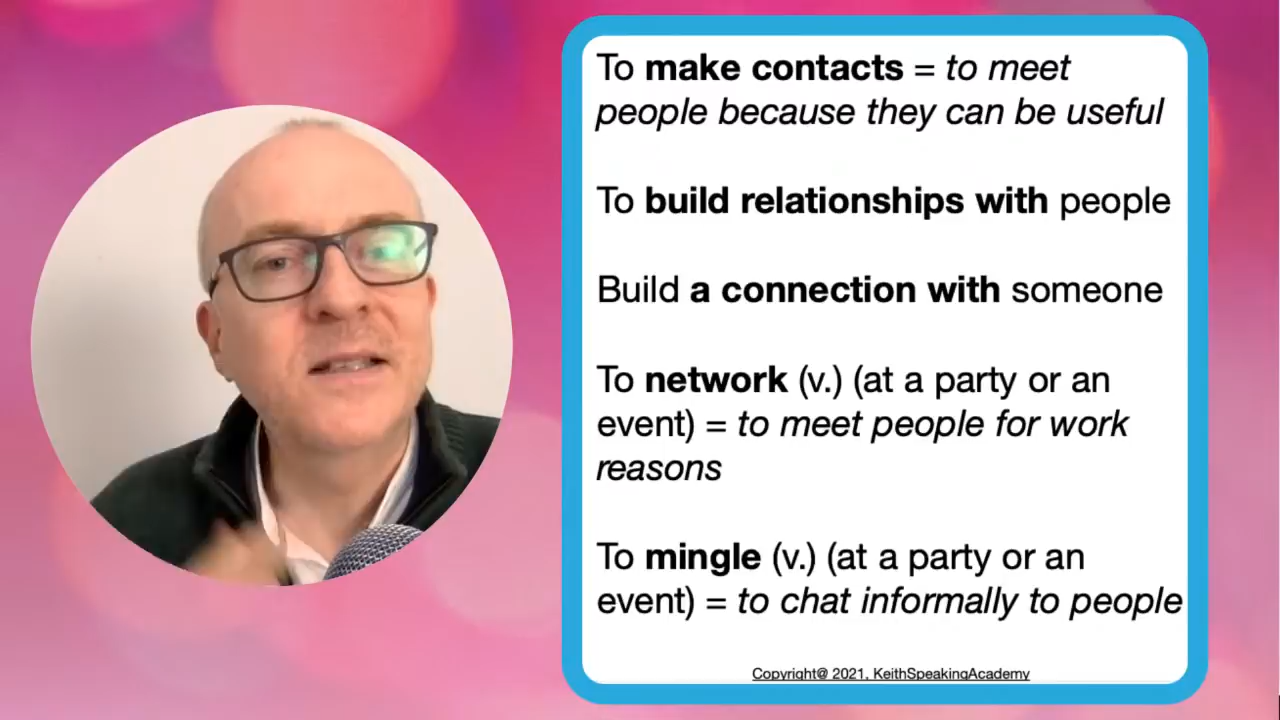 To make contacts = to meet
people because they can be useful
To build relationships with people
Build a connection with someone
To network (v.) (at a party or an
event) = to meet people for work
reasons
To mingle (v.) (at a party or an
event) = to chat informally to people
Copyright@ 2021. KeithSpeakingAcademy